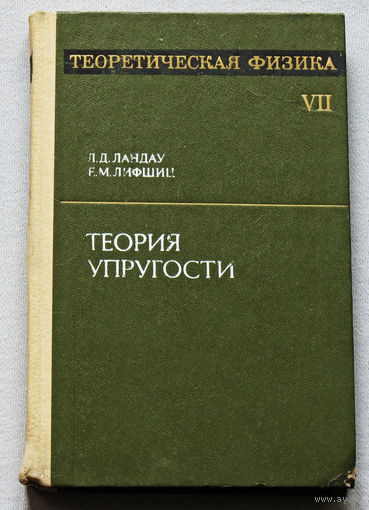 ТЕОРЕТИЧЕСКАЯ ФИЗИКА
VII
Л.Д. ЛАНДАУ
Е.М. ЛИФШИЦ
ТЕОРИЯ
УПРУГОСТИ